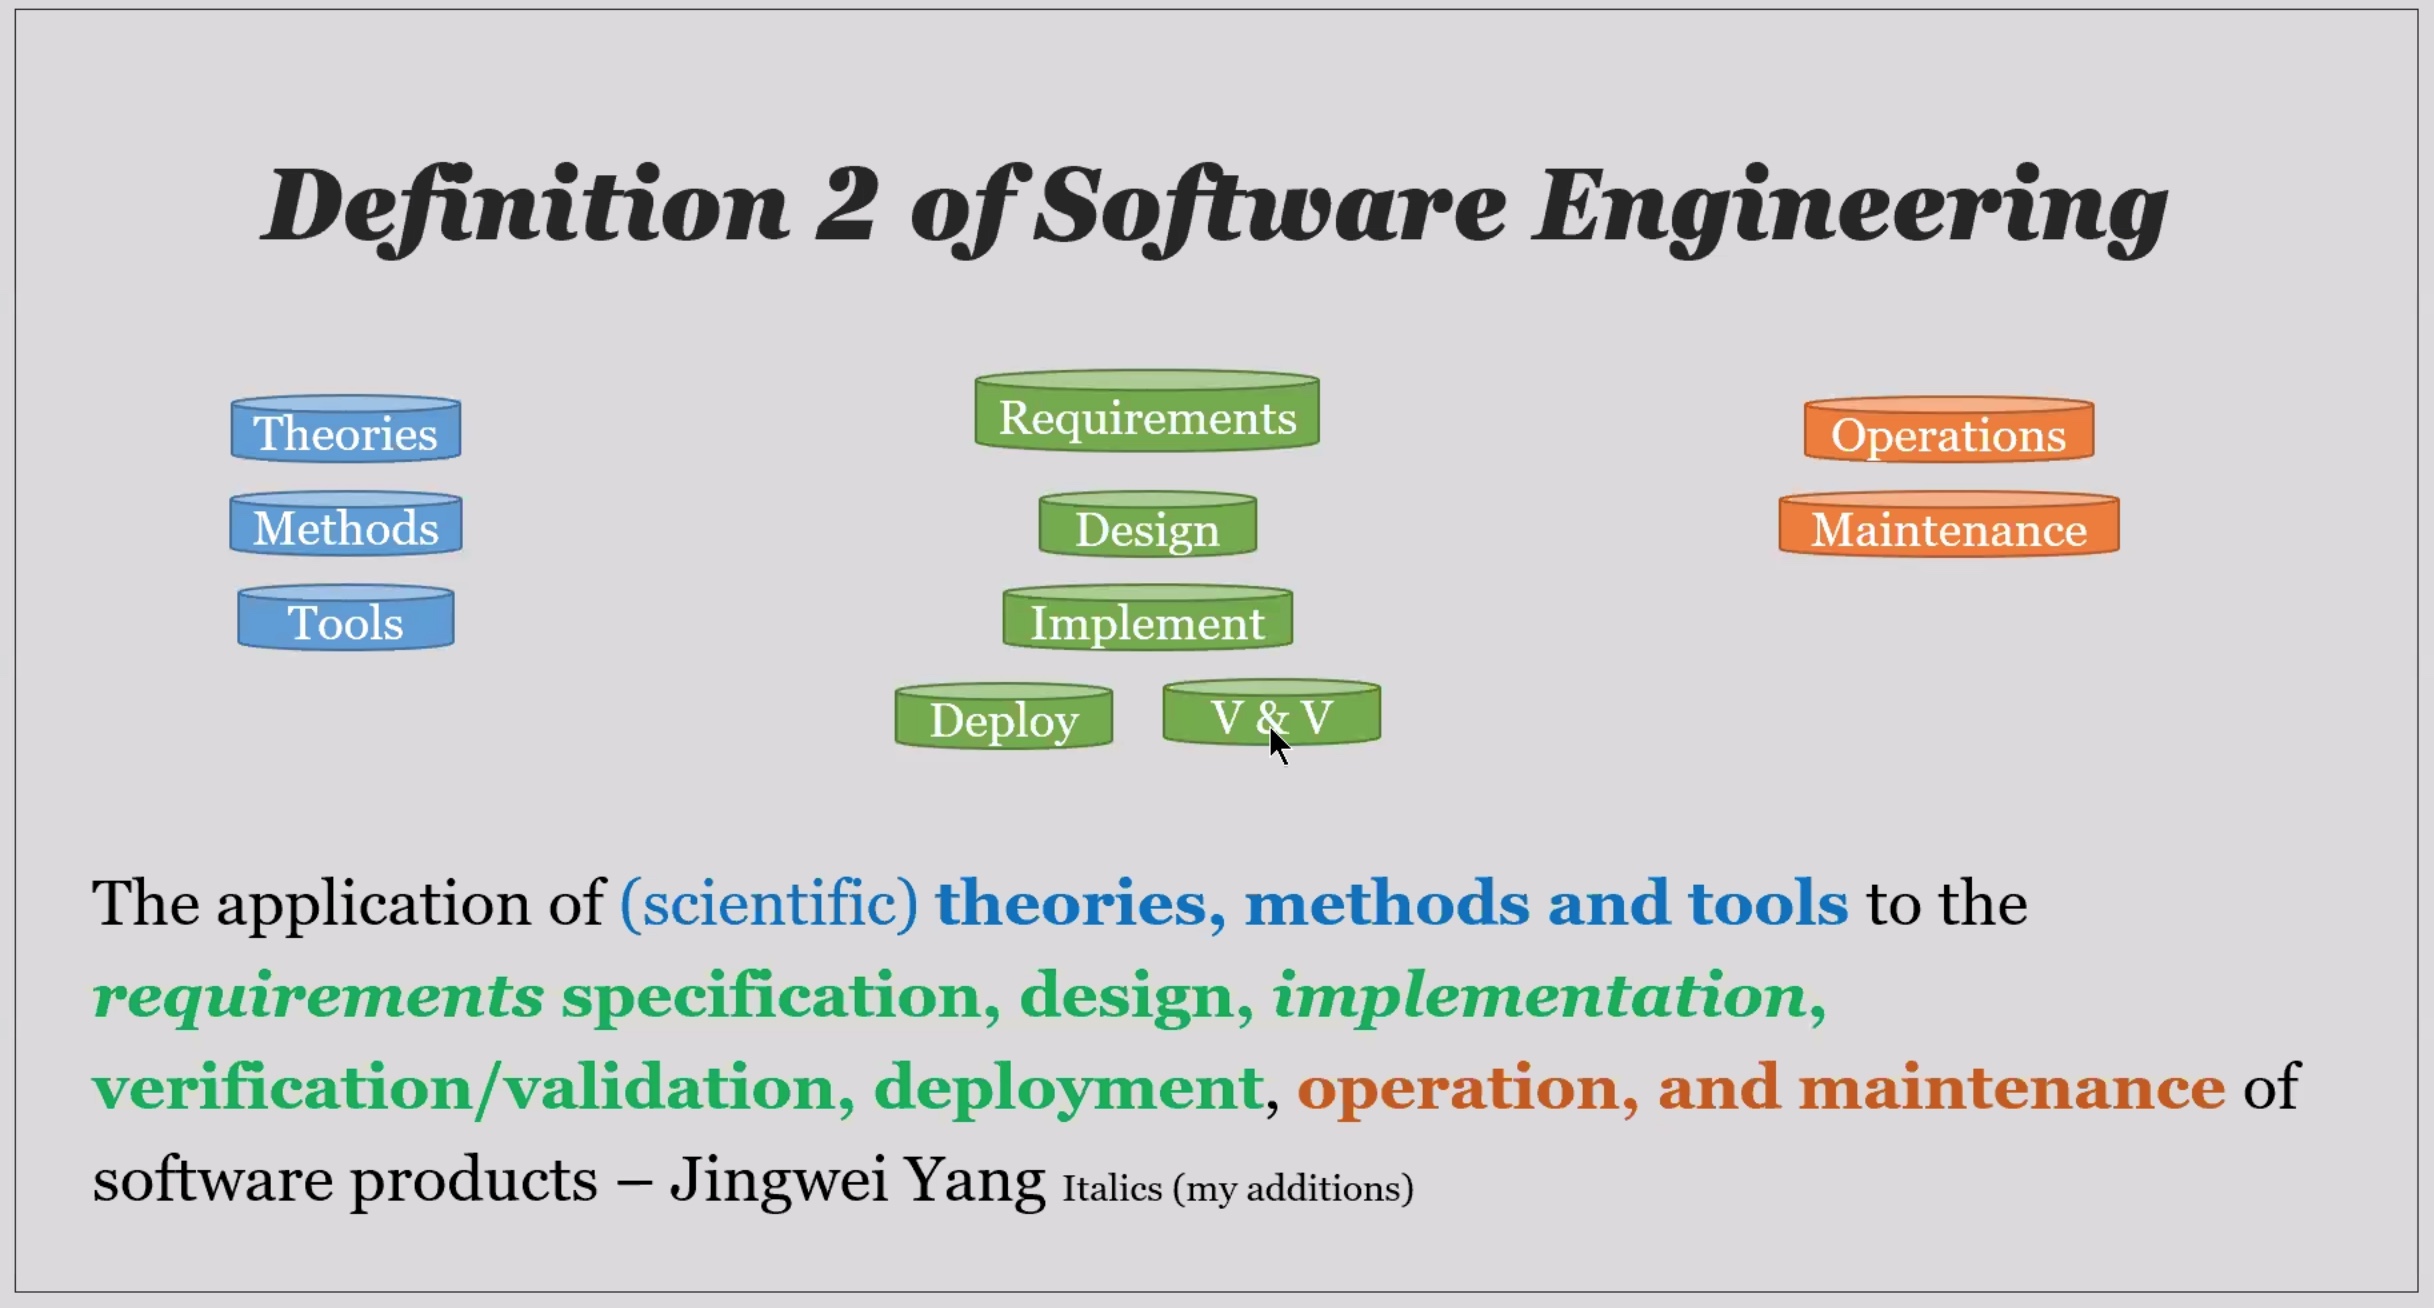 Definition 2 of Software Engineering
Theories
Methods
Tools
Requirements
Design
Implement
Deploy
V & V
Operations
Maintenance
The application of (scientific) theories, methods and tools to the
requirements specification, design, implementation,
verification/validation, deployment, operation, and maintenance of
software products – Jingwei Yang Italics (my additions)